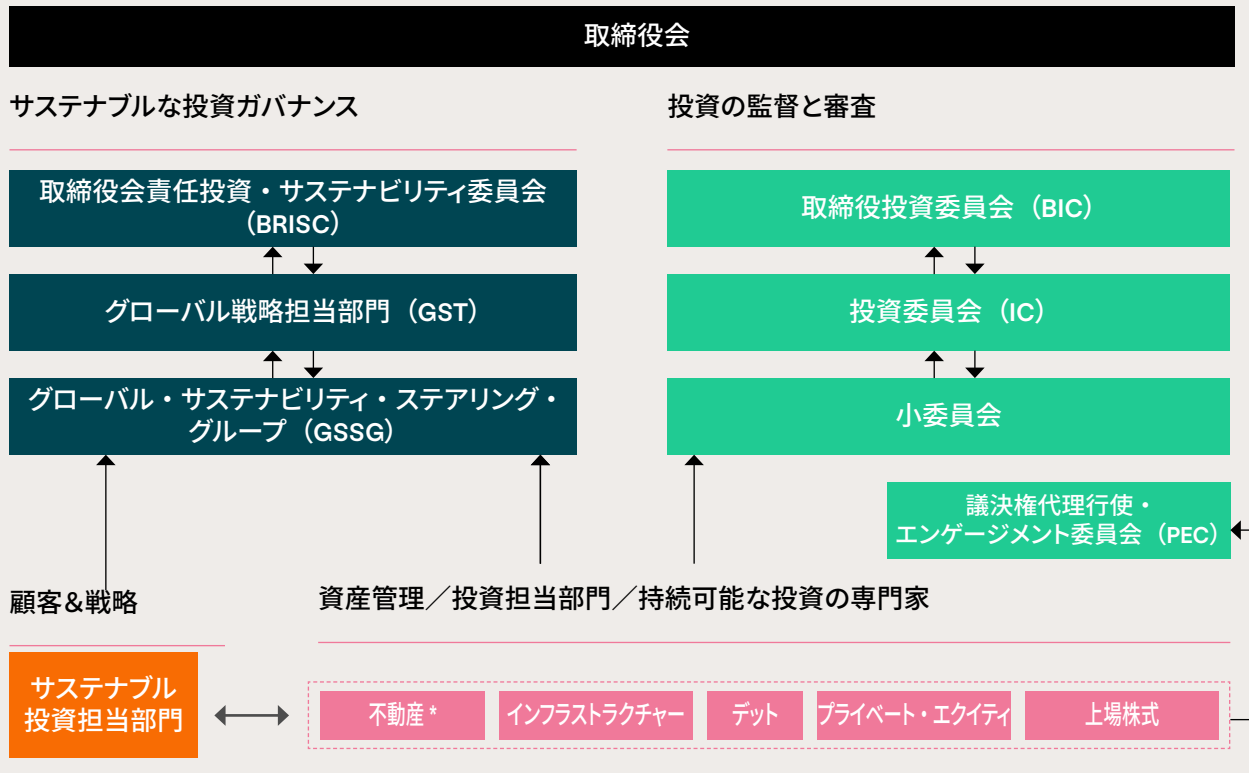 取締役会
サステナブルな投資ガバナンス
投資の監督と審査
取締役会責任投資・サステナビリティ委員会
（BRISC）
取締役投資委員会（BIC）
グローバル戦略担当部門（GST）
投資委員会（IC）
グローバル・サステナビリティ・ステアリング・
グループ（GSSG）
小委員会
議決権代理行使・
エンゲージメント委員会（PEC）
顧客&戦略
資産管理／投資担当部門／持続可能な投資の専門家
サステナブル
投資担当部門
不動産*
インフラストラクチャー
デット
プライベート・エクイティ
上場株式